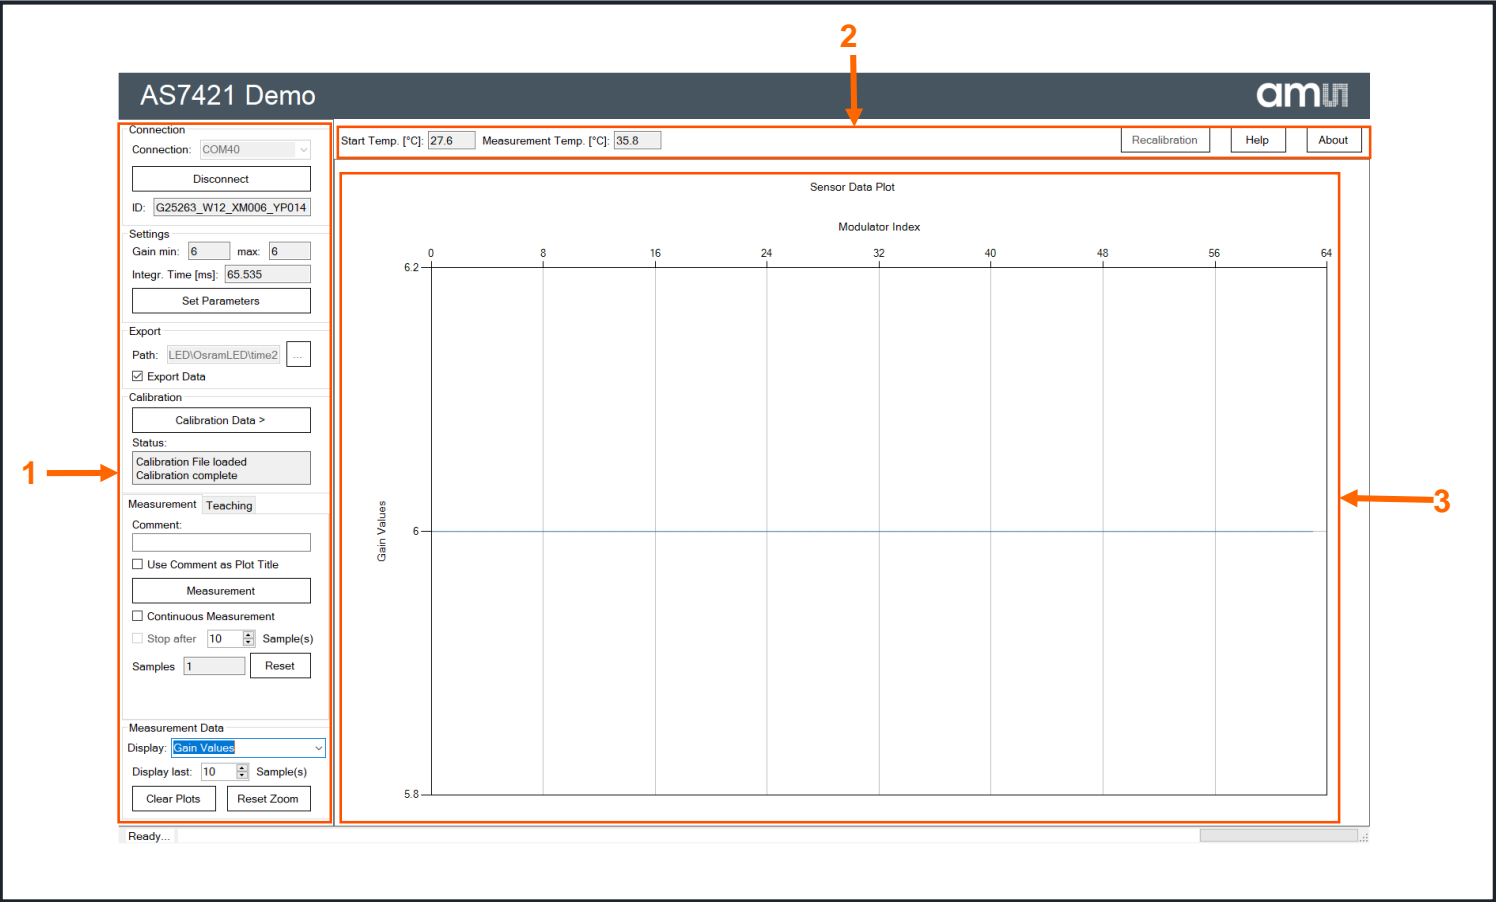 2
AS7421 Demo
amu
Connection
Connection: COM40
Disconnect
ID: G25263_W12_XM006_YP014
Settings
Gain min: 6 max: 6
Integr. Time [ms]: 65.535
Set Parameters
Export
Path: LED\OsramLED\time2 ...
Export Data
Calibration
Calibration Data >
Status:
Calibration File loaded
Calibration complete
1
Measurement Teaching
Comment:
Use Comment as Plot Title
Measurement
Continuous Measurement
Stop after 10 Sample(s)
Samples 1 Reset
Measurement Data
Display: Gain Values
Display last: 10 Sample(s)
Clear Plots Reset Zoom
Ready...
Start Temp. [°C]: 27.6 Measurement Temp. [°C]: 35.8 Recalibration Help About
Sensor Data Plot
Modulator Index
0 8 16 24 32 40 48 56 64
6.2
6
5.8
Gain Values
3